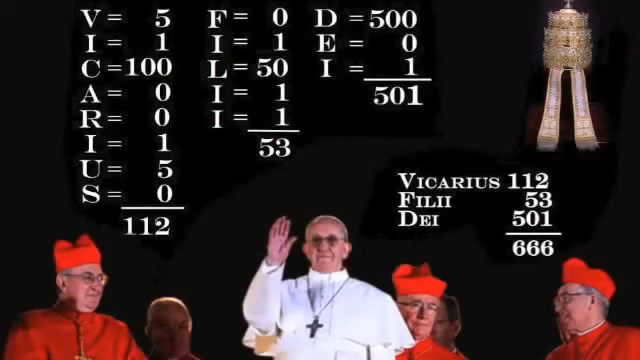 V = 5
I = 1
C = 100
A = 0
R = 0
I = 1
U = 5
S = 0
112
F = 0
I = 1
L = 50
I = 1
I = 1
53
D = 500
E = 0
I = 1
501
VICARIUS 112
FILII 53
DEI 501
666